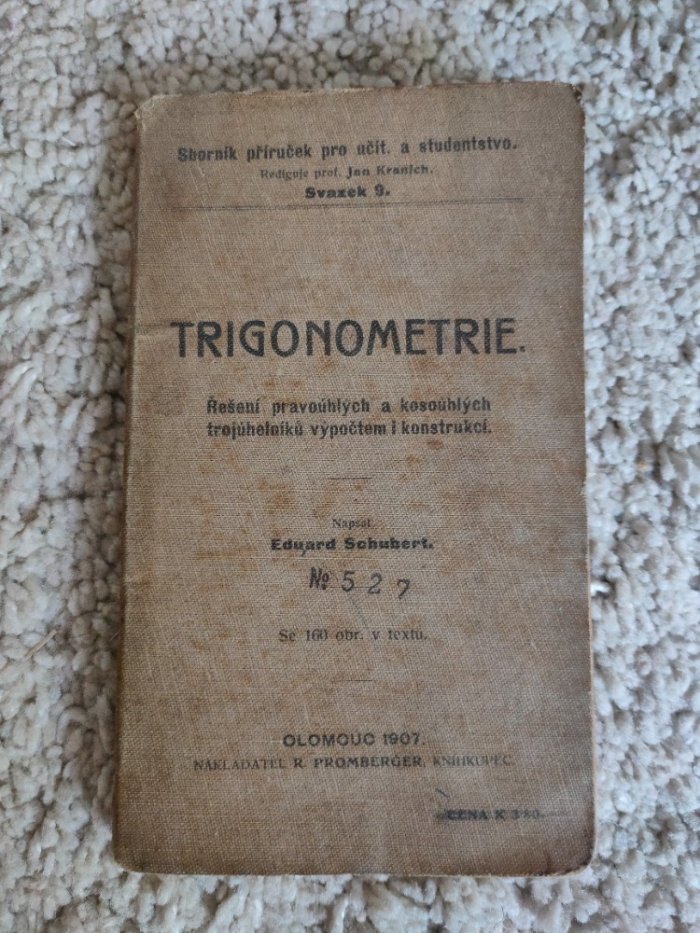 Sborník příruček pro učit. a studentstvo.
Rediguje prof. Jan Kranich.
Svazek 9.
TRIGONOMETRIE.
Řešení pravoúhlých a kosoúhlých
trojúhelníků výpočtem i konstrukcí.
Napsal
Eduard Schubert.
№ 527
Se 160 obr. v textu.
OLOMOUC 1907.
NAKLADATEL R. PROMBERGER, KNIHKUPEC.
CENA K